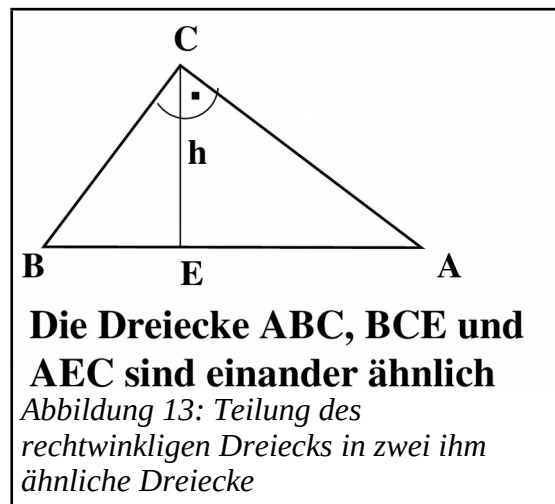 C
h
B
E
A
Die Dreiecke ABC, BCE und
AEC sind einander ähnlich
Abbildung 13: Teilung des
rechtwinkligen Dreiecks in zwei ihm
ähnliche Dreiecke